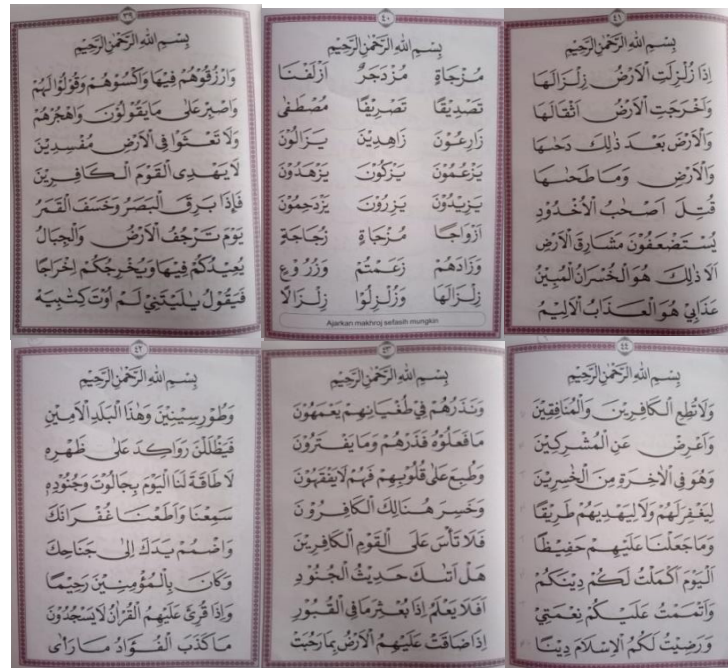 ٣٩
بِسْمِ اللهِ الرَّحْمٰنِ الرَّحِيْمِ
وَارْزُقُوْهُمْ فِيْهَا وَاكْسُوْهُمْ وَقُوْلُوْا لَهُمْ
وَاصْبِرْ عَلٰى مَا يَقُوْلُوْنَ وَاهْجُرْهُمْ
وَلَا تَعْثَوْا فِى الْاَرْضِ مُفْسِدِيْنَ
لَا يَهْدِى الْقَوْمَ الْكَافِرِيْنَ
فَاِذَا بَرِقَ الْبَصَرُ وَخَسَفَ الْقَمَرُ
يَوْمَ تَرْجُفُ الْاَرْضُ وَالْجِبَالُ
يُعِيْدُكُمْ فِيْهَا وَيُخْرِجُكُمْ اِخْرَاجًا
فَيَقُوْلُ يٰلَيْتَنِيْ لَمْ اُوْتَ كِتٰبِيَهْ
٤٠
بِسْمِ اللهِ الرَّحْمٰنِ الرَّحِيْمِ
مُزْجَاةٍ مُزْدَجَرٌ اَزْلَفْنَا
تَصْدِيْقًا تَصْرِيْفًا مُصْطَفٰى
زَارِعُوْنَ زَاهِدِيْنَ يَزَالُوْنَ
يَزْعُمُوْنَ يَزْكُوْنَ يَزْهَدُوْنَ
يَزِيْدُوْنَ يَزِرُوْنَ يَزْدَحِمُوْنَ
اَزْوَاجًا مُزْجَاةٍ زُجَاجَةٍ
وَزَادَهُمْ زَعَمْتُمْ وَزُرُوْعٍ
زِلْزَالَهَا وَزُلْزِلُوْا زِلْزَالًا
Ajarkan makhroj sefasih mungkin
٤١
بِسْمِ اللهِ الرَّحْمٰنِ الرَّحِيْمِ
اِذَا زُلْزِلَتِ الْاَرْضُ زِلْزَالَهَا
وَاَخْرَجَتِ الْاَرْضُ اَثْقَالَهَا
وَالْاَرْضَ بَعْدَ ذٰلِكَ دَحٰىهَا
وَالْاَرْضِ وَمَا طَحٰىهَا
قُتِلَ اَصْحٰبُ الْاُخْدُوْدِ
يُسْتَضْعَفُوْنَ مَشَارِقَ الْاَرْضِ
اَلَا ذٰلِكَ هُوَ الْخُسْرَانُ الْمُبِيْنُ
عَذَابِيْ هُوَ الْعَذَابُ الْاَلِيْمُ
٤٢
بِسْمِ اللهِ الرَّحْمٰنِ الرَّحِيْمِ
وَطُوْرِ سِيْنِيْنَ وَهٰذَا الْبَلَدِ الْاَمِيْنِ
فَيَظْلَلْنَ رَوَاكِدَ عَلٰى ظَهْرِهِ
لَا طَاقَةَ لَنَا الْيَوْمَ بِجَالُوْتَ وَجُنُوْدِهِ
سَمِعْنَا وَاَطَعْنَا غُفْرَانَكَ
وَاضْمُمْ يَدَكَ اِلٰى جَنَاحِكَ
وَكَانَ بِالْمُؤْمِنِيْنَ رَحِيْمًا
وَاِذَا قُرِئَ عَلَيْهِمُ الْقُرْاٰنُ لَا يَسْجُدُوْنَ
مَا كَذَبَ الْفُؤَادُ مَا رَاٰى
٤٣
بِسْمِ اللهِ الرَّحْمٰنِ الرَّحِيْمِ
وَنَذَرُهُمْ فِيْ طُغْيَانِهِمْ يَعْمَهُوْنَ
مَا فَعَلُوْهُ فَذَرْهُمْ وَمَا يَفْتَرُوْنَ
وَطُبِعَ عَلٰى قُلُوْبِهِمْ فَهُمْ لَا يَفْقَهُوْنَ
وَخَسِرَ هُنَالِكَ الْكَافِرُوْنَ
فَلَا تَاْسَ عَلَى الْقَوْمِ الْكَافِرِيْنَ
هَلْ اَتٰىكَ حَدِيْثُ الْجُنُوْدِ
اَفَلَا يَعْلَمُ اِذَا بُعْثِرَ مَا فِى الْقُبُوْرِ
اِذَا ضَاقَتْ عَلَيْهِمُ الْاَرْضُ بِمَا رَحُبَتْ
٤٤
بِسْمِ اللهِ الرَّحْمٰنِ الرَّحِيْمِ
وَلَا تُطِعِ الْكَافِرِيْنَ وَالْمُنَافِقِيْنَ
وَاَعْرِضْ عَنِ الْمُشْرِكِيْنَ
وَهُوَ فِى الْاٰخِرَةِ مِنَ الْخٰسِرِيْنَ
لِيَغْفِرَ لَهُمْ وَلَا لِيَهْدِيَهُمْ طَرِيْقًا
وَمَا جَعَلْنَا عَلَيْهِمْ حَفِيْظًا
اَلْيَوْمَ اَكْمَلْتُ لَكُمْ دِيْنَكُمْ
وَاَتْمَمْتُ عَلَيْكُمْ نِعْمَتِيْ
وَرَضِيْتُ لَكُمُ الْاِسْلَامَ دِيْنًا